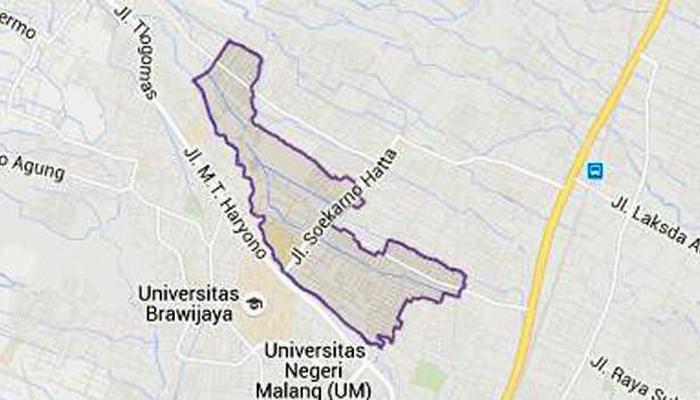 ermo
Jl. Tlogomas
o Agung
Jl. M.T. Haryono
Jl. Soekarno Hatta
Jl. Laksda A
Universitas
Brawijaya
Universitas
Negeri
Malang (UM)
Jl. Raya Su